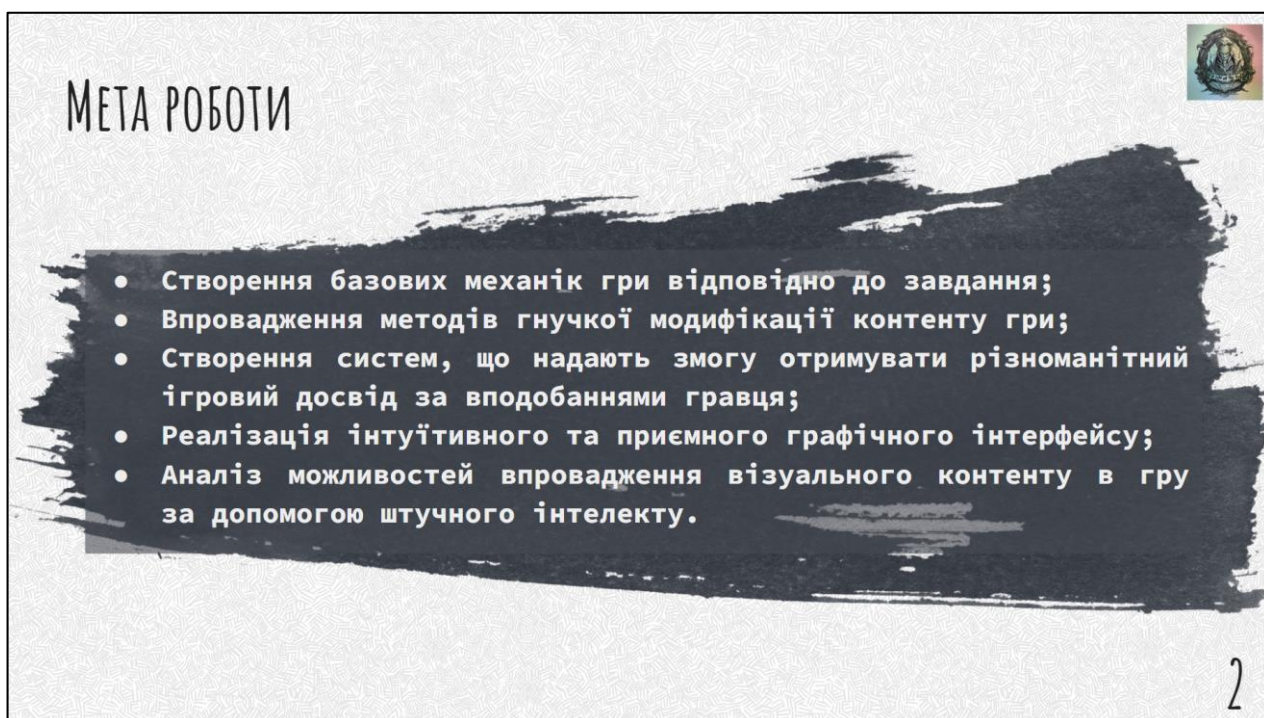 Мета роботи
● Створення базових механік гри відповідно до завдання;
● Впровадження методів гнучкої модифікації контенту гри;
● Створення систем, що надають змогу отримувати різноманітний
ігровий досвід за вподобаннями гравця;
● Реалізація інтуїтивного та приємного графічного інтерфейсу;
● Аналіз можливостей впровадження візуального контенту в гру
за допомогою штучного інтелекту.
2